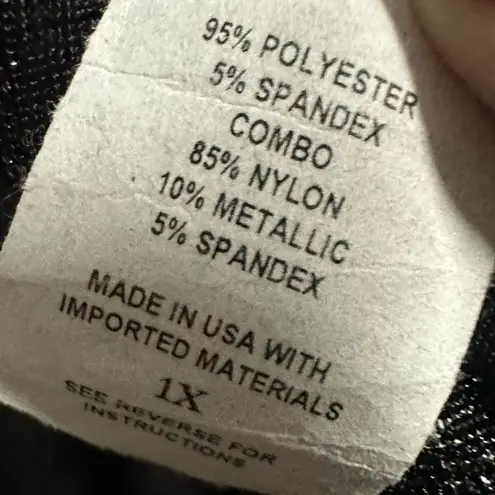 95% POLYESTER
5% SPANDEX
COMBO
85% NYLON
10% METALLIC
5% SPANDEX
MADE IN USA WITH
IMPORTED MATERIALS
1X
SEE REVERSE FOR
INSTRUCTIONS